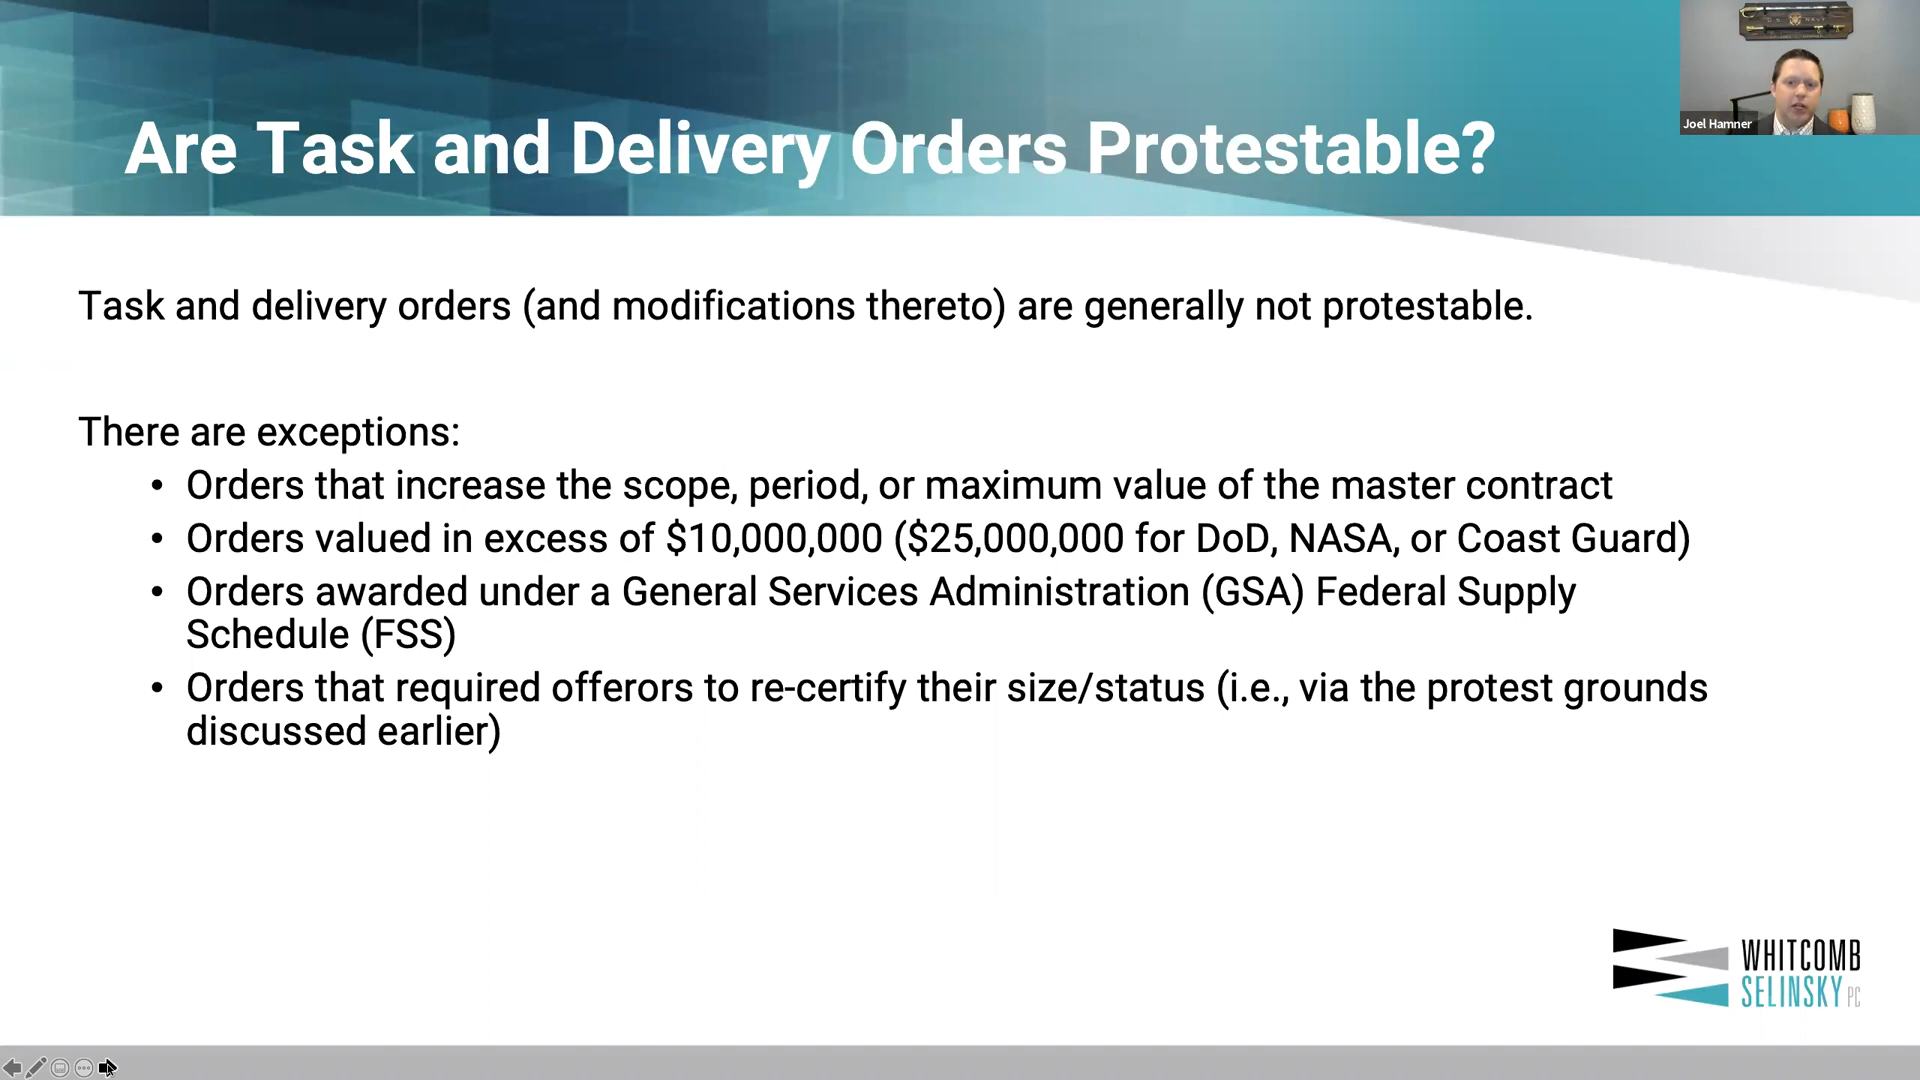 Are Task and Delivery Orders Protestable?
Joel Hamner
Task and delivery orders (and modifications thereto) are generally not protestable.
There are exceptions:
• Orders that increase the scope, period, or maximum value of the master contract
• Orders valued in excess of $10,000,000 ($25,000,000 for DoD, NASA, or Coast Guard)
• Orders awarded under a General Services Administration (GSA) Federal Supply
Schedule (FSS)
• Orders that required offerors to re-certify their size/status (i.e., via the protest grounds
discussed earlier)
WHITCOMB
SELINSKY PC